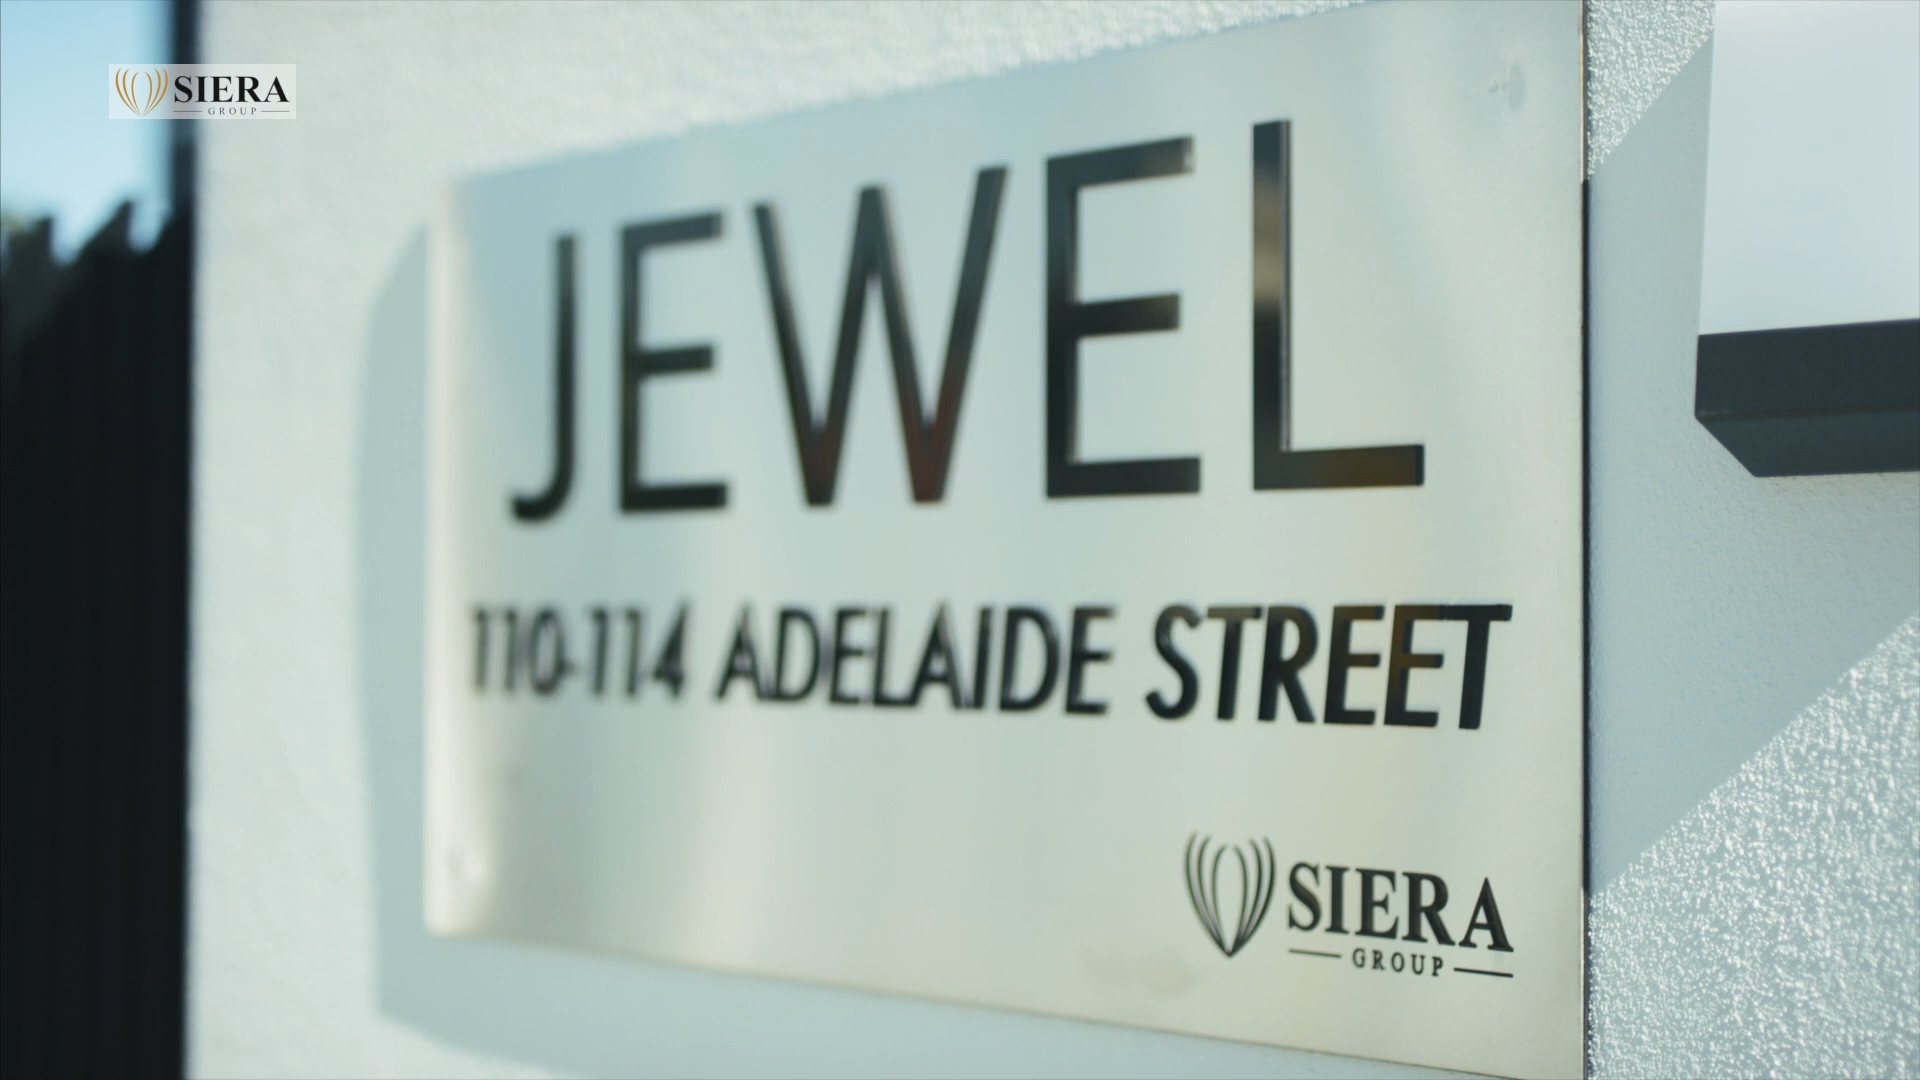 SIERA
GROUP
JEWEL
110-114 ADELAIDE STREET
SIERA
GROUP